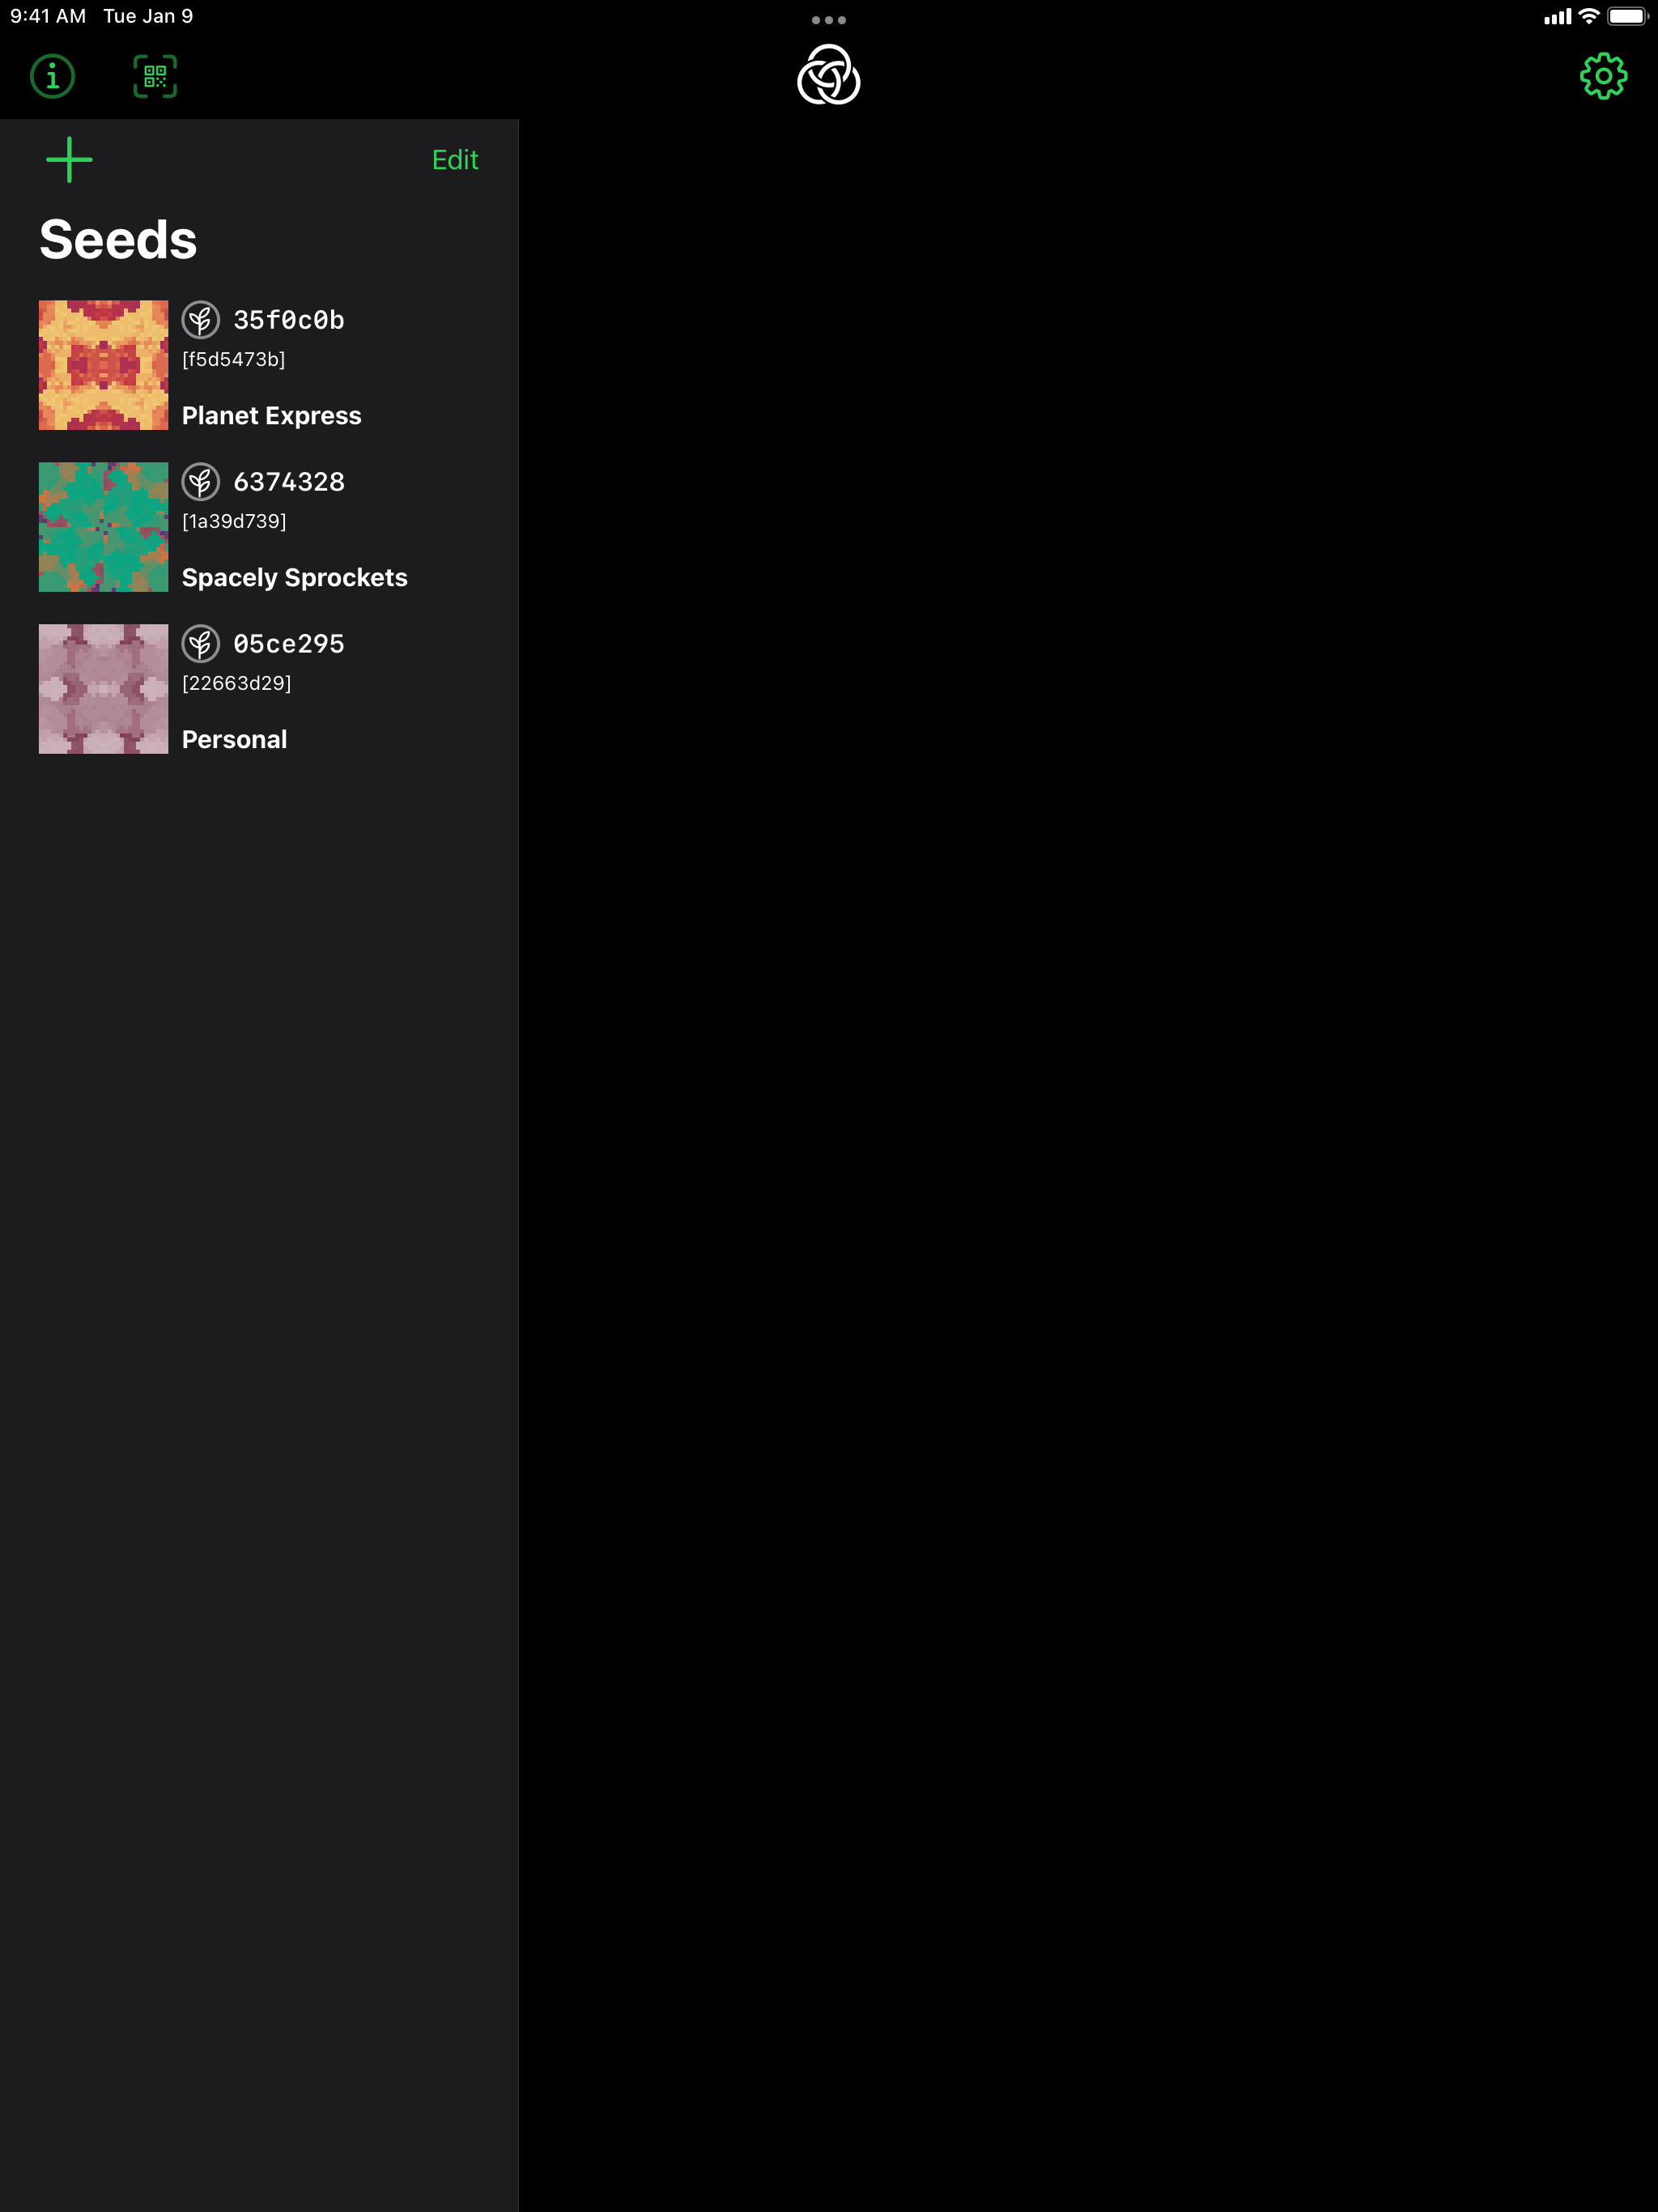 9:41 AM Tue Jan 9
Edit
Seeds
35f0c0b
[f5d5473b]
Planet Express
6374328
[1a39d739]
Spacely Sprockets
05ce295
[22663d29]
Personal